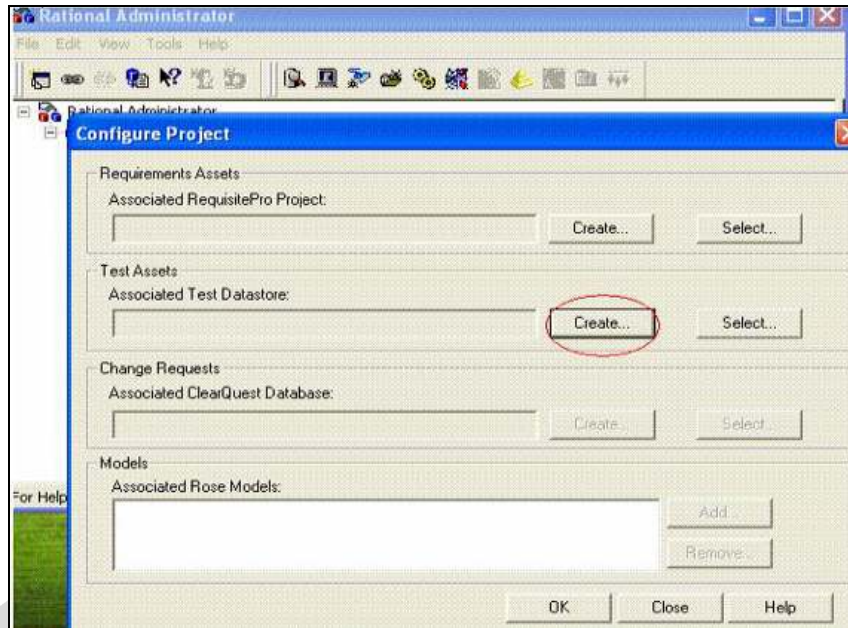 Rational Administrator
File Edit View Tools Help
Rational Administrator
Configure Project
Requirements Assets
Associated RequisitePro Project:
Create... Select...
Test Assets
Associated Test Datastore:
Create... Select...
Change Requests
Associated ClearQuest Database:
Create... Select...
Models
Associated Rose Models:
Add...
For Help
Remove...
OK Close Help